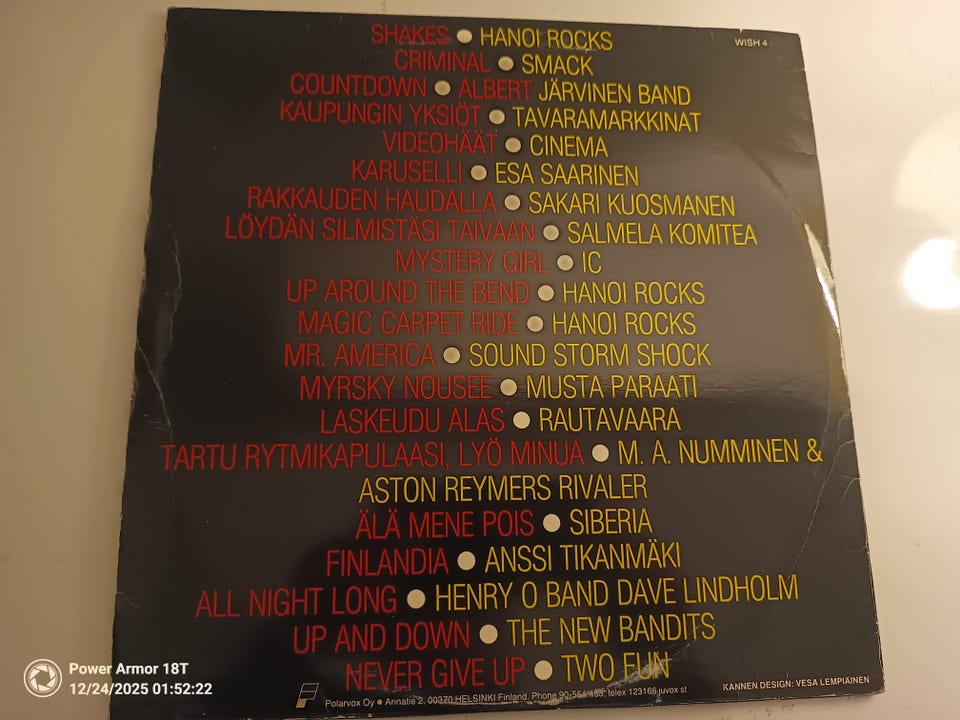 SHAKES ● HANOI ROCKS
WISH 4
CRIMINAL ● SMACK
COUNTDOWN ● ALBERT JÄRVINEN BAND
KAUPUNGIN YKSIÖT ● TAVARAMARKKINAT
VIDEOHÄÄT ● CINEMA
KARUSELLI ● ESA SAARINEN
RAKKAUDEN HAUDALLA ● SAKARI KUOSMANEN
LÖYDÄN SILMISTÄSI TAIVAAN ● SALMELA KOMITEA
MYSTERY GIRL ● IC
UP AROUND THE BEND ● HANOI ROCKS
MAGIC CARPET RIDE ● HANOI ROCKS
MR. AMERICA ● SOUND STORM SHOCK
MYRSKY NOUSEE ● MUSTA PARAATI
LASKEUDU ALAS ● RAUTAVAARA
TARTU RYTMIKAPULAASI, LYÖ MINUA ● M. A. NUMMINEN &
ASTON REYMERS RIVALER
ÄLÄ MENE POIS ● SIBERIA
FINLANDIA ● ANSSI TIKANMÄKI
ALL NIGHT LONG ● HENRY O BAND DAVE LINDHOLM
UP AND DOWN ● THE NEW BANDITS
NEVER GIVE UP ● TWO FUN
Polarvox Oy ● Annatie 2, 00370 HELSINKI Finland. Phone telex 123166 juvox st
KANNEN DESIGN: VESA LEMPIÄINEN
Power Armor 18T
12/24/2025 01:52:22